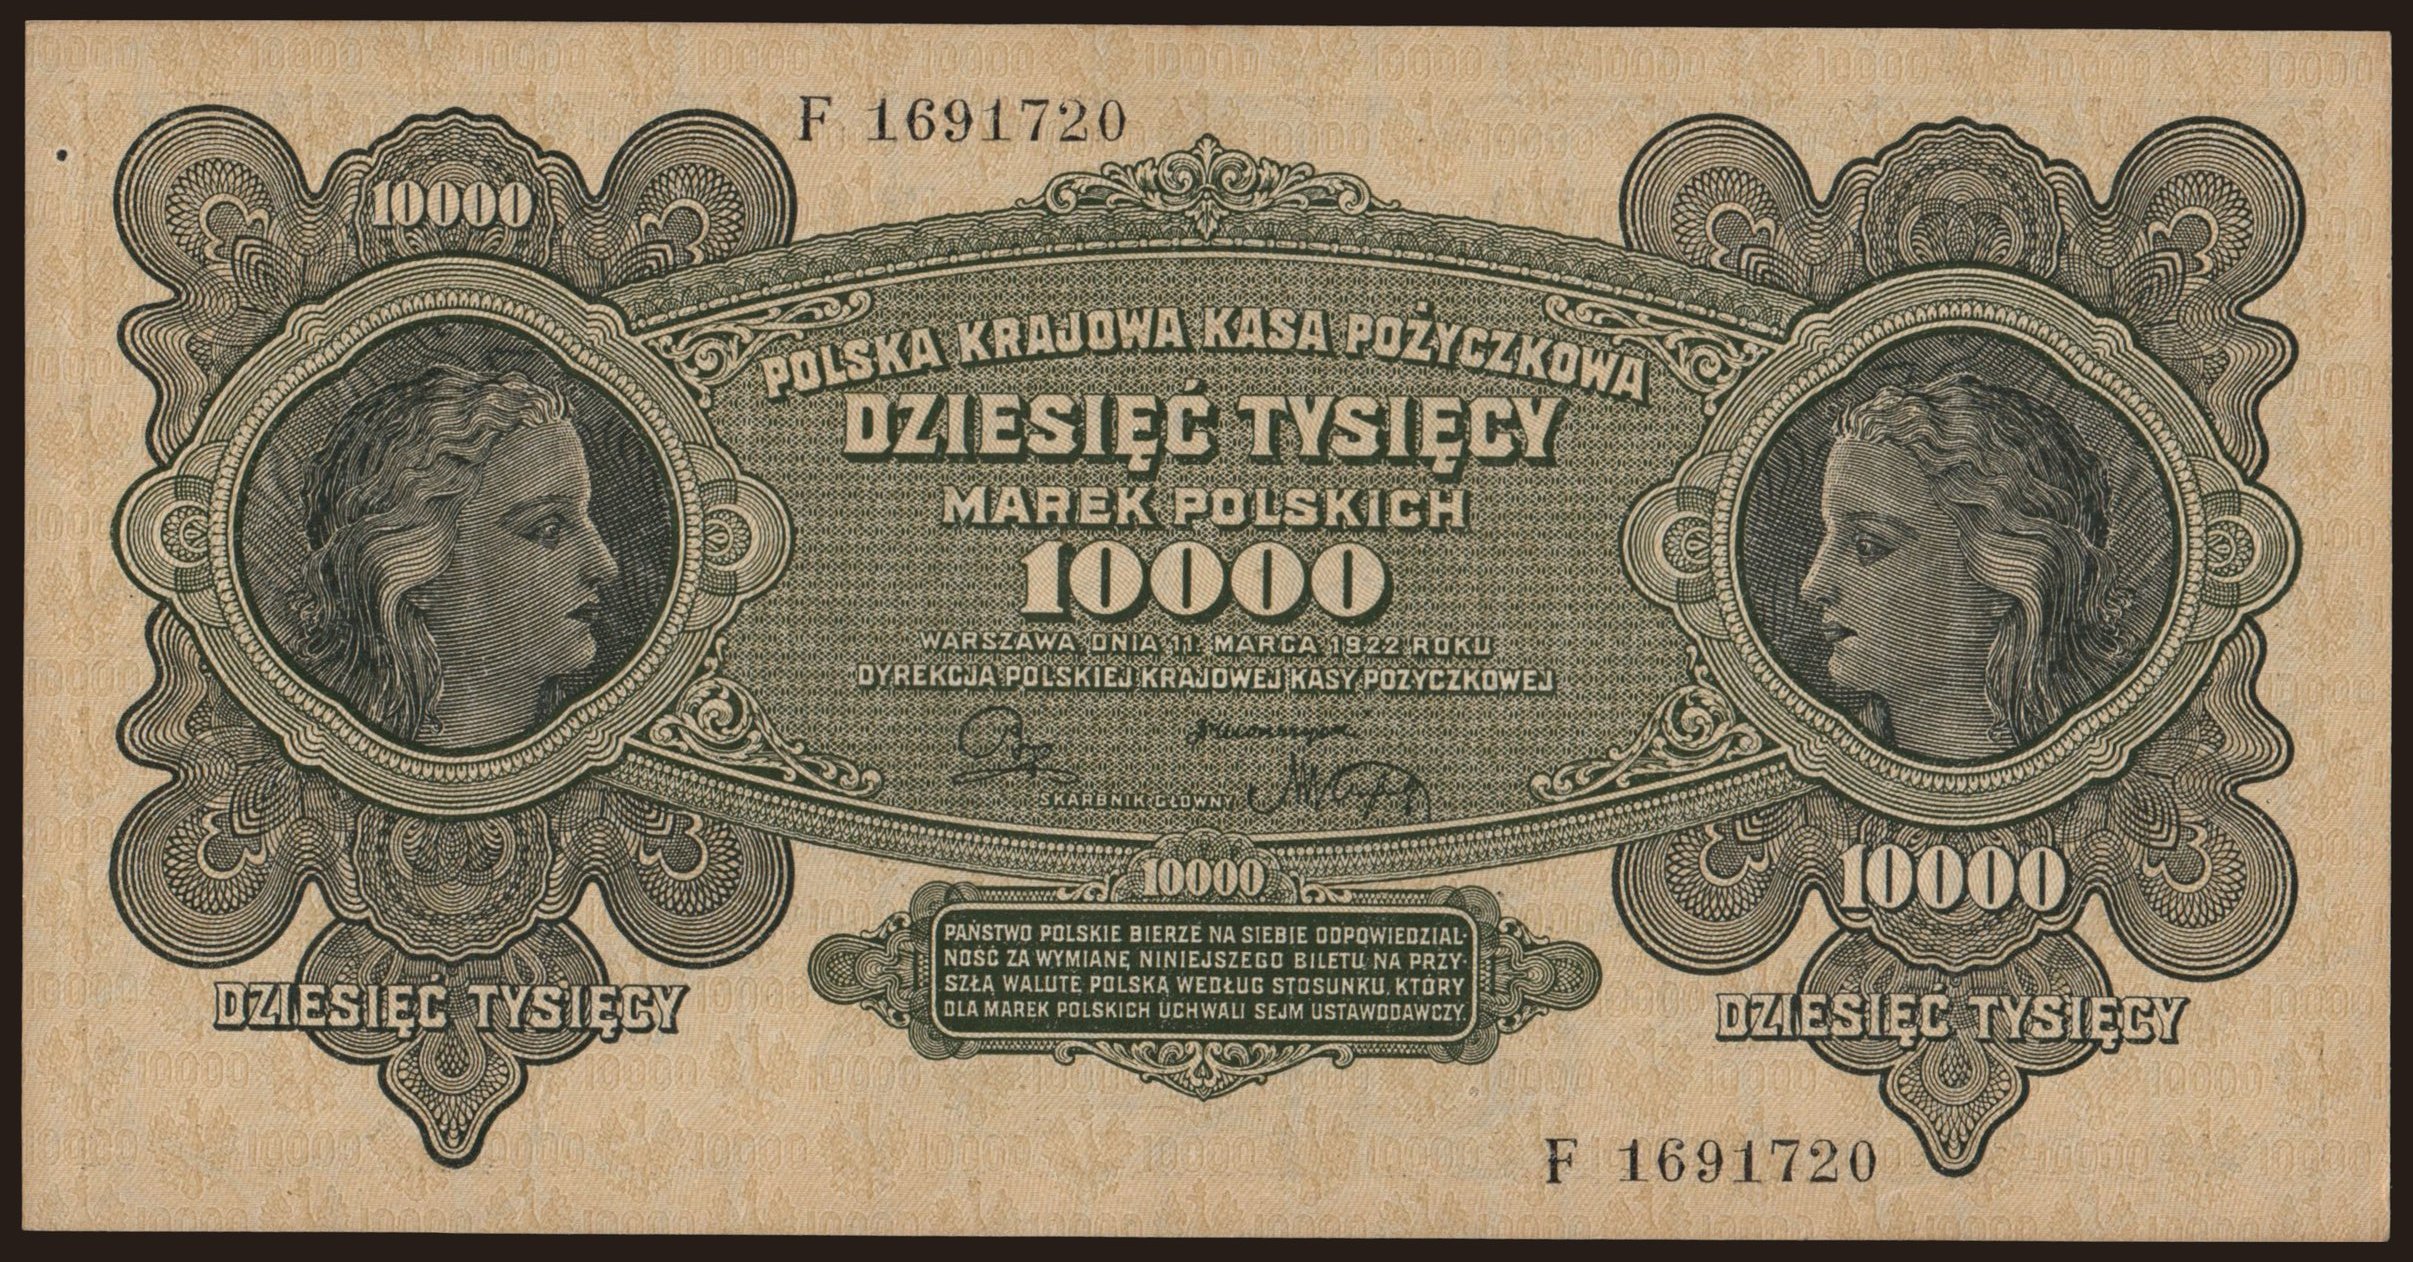 F 1691720
10000
POLSKA KRAJOWA KASA POŻYCZKOWA
DZIESIĘĆ TYSIĘCY
MAREK POLSKICH
10000
WARSZAWA, DNIA 11. MARCA 1922 ROKU
DYREKCJA POLSKIEJ KRAJOWEJ KASY POŻYCZKOWEJ
SKARBNIK GŁÓWNY
10000
10000
PAŃSTWO POLSKIE BIERZE NA SIEBIE ODPOWIEDZIAL-
NOŚĆ ZA WYMIANĘ NINIEJSZEGO BILETU NA PRZY-
SZŁĄ WALUTĘ POLSKĄ WEDŁUG STOSUNKU, KTÓRY
DLA MAREK POLSKICH UCHWALI SEJM USTAWODAWCZY.
DZIESIĘĆ TYSIĘCY
DZIESIĘĆ TYSIĘCY
F 1691720